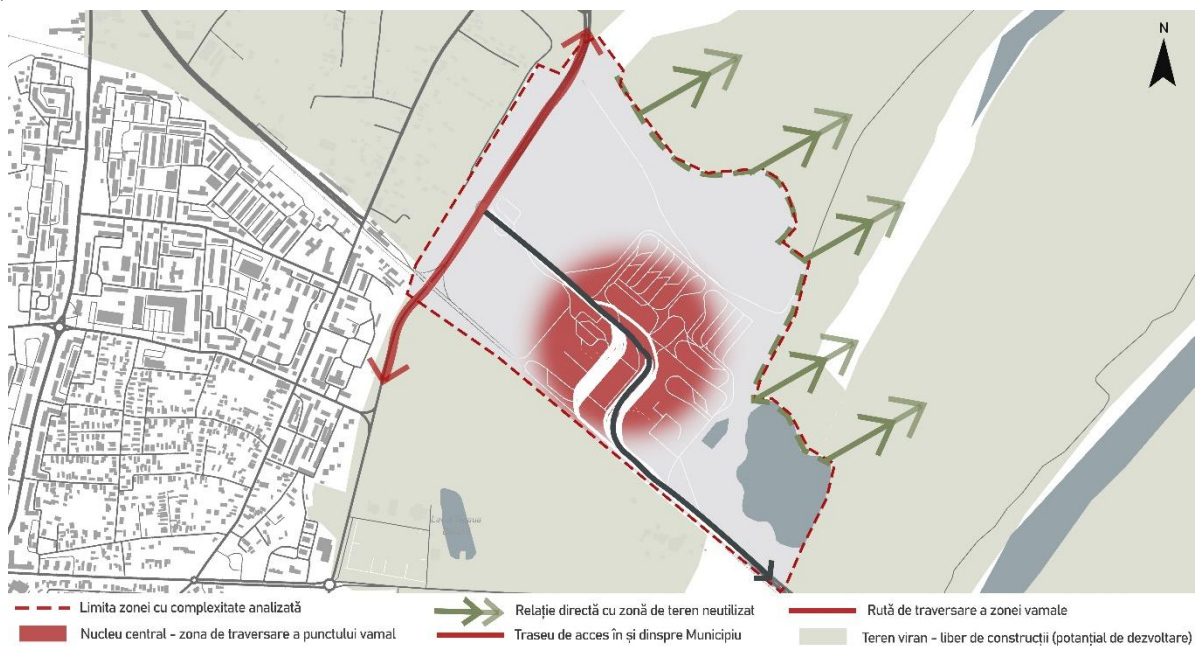 N
Limita zonei cu complexitate analizată
Relație directă cu zonă de teren neutilizat
Rută de traversare a zonei vamale
Nucleu central – zona de traversare a punctului vamal
Traseu de acces în și dinspre Municipiu
Teren viran – liber de construcții (potanțial de dezvoltare)